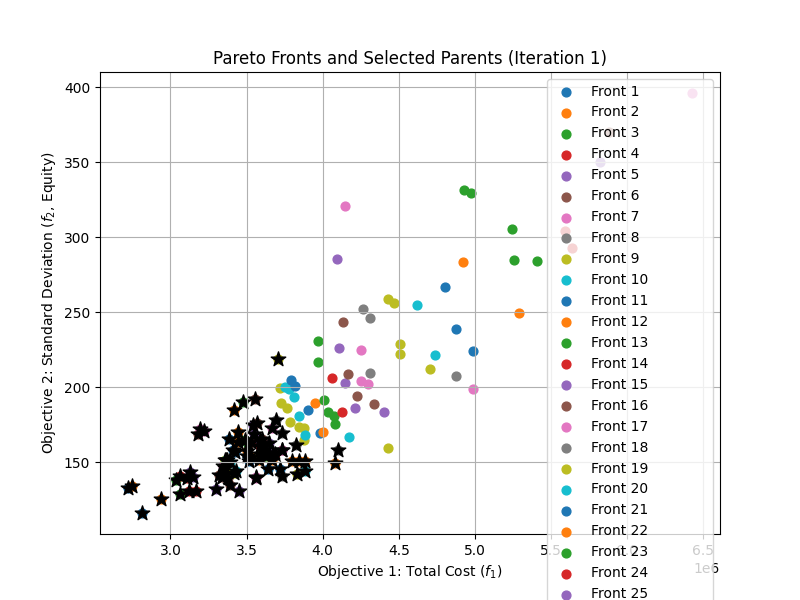 Pareto Fronts and Selected Parents (Iteration 1)
Objective 2: Standard Deviation (f₂, Equity)
400
350
300
250
200
150
3.0
3.5
4.0
4.5
5.0
6.5
1e6
Objective 1: Total Cost (f₁)
Front 1
Front 2
Front 3
Front 4
Front 5
Front 6
Front 7
Front 8
Front 9
Front 10
Front 11
Front 12
Front 13
Front 14
Front 15
Front 16
Front 17
Front 18
Front 19
Front 20
Front 21
Front 22
Front 23
Front 24
Front 25